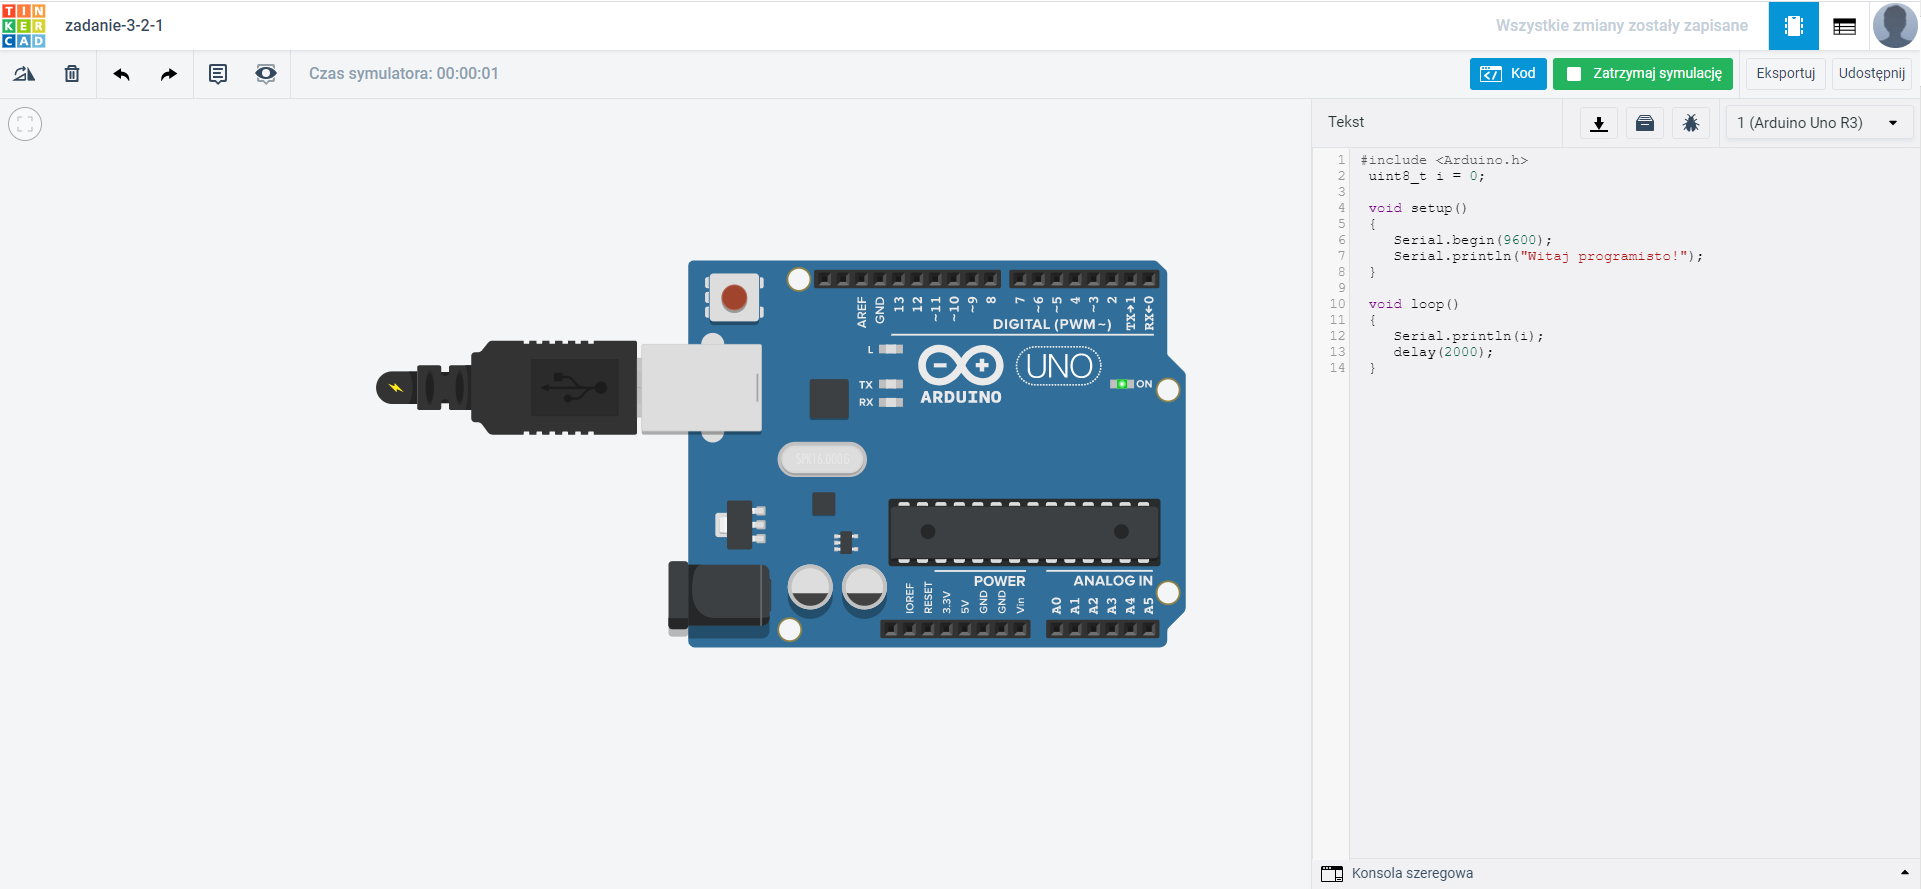 TINKERCAD
zadanie-3-2-1
Wszystkie zmiany zostały zapisane
Czas symulatora: 00:00:01
Kod
Zatrzymaj symulację
Eksportuj
Udostępnij
AREF
GND
13
12
~11
~10
~9
8
7
~6
~5
4
~3
2
TX→1
RX←0
DIGITAL (PWM~)
L
TX
RX
UNO
ARDUINO
ON
SPK16.000G
POWER
ANALOG IN
IOREF
RESET
3.3V
5V
GND
GND
Vin
A0
A1
A2
A3
A4
A5
Tekst
1 (Arduino Uno R3)
1 #include <Arduino.h>
2 uint8_t i = 0;
3
4 void setup()
5 {
6 Serial.begin(9600);
7 Serial.println("Witaj programisto!");
8 }
9
10 void loop()
11 {
12 Serial.println(i);
13 delay(2000);
14 }
Konsola szeregowa